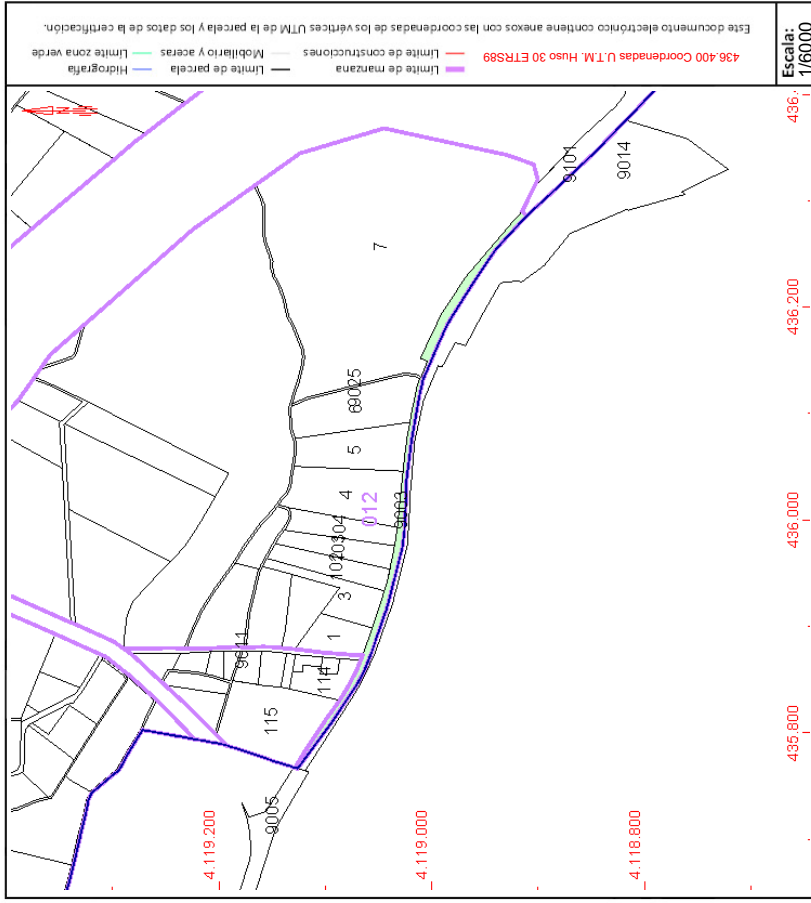 Este documento electrónico contiene anexos con las coordenadas de los vértices UTM de la parcela y los datos de la certificación.
436.400 Coordenadas U.T.M. Huso 30 ETRS89
Límite de manzana
Límite de construcciones
Límite de parcela
Mobiliario y aceras
Hidrografía
Límite zona verde
Escala:
1/6000
436.
436.200
436.000
435.800
4.119.200
4.119.000
4.118.800
9101
9014
7
69025
5
4
012
9003
3
1
9011
114
115
9005